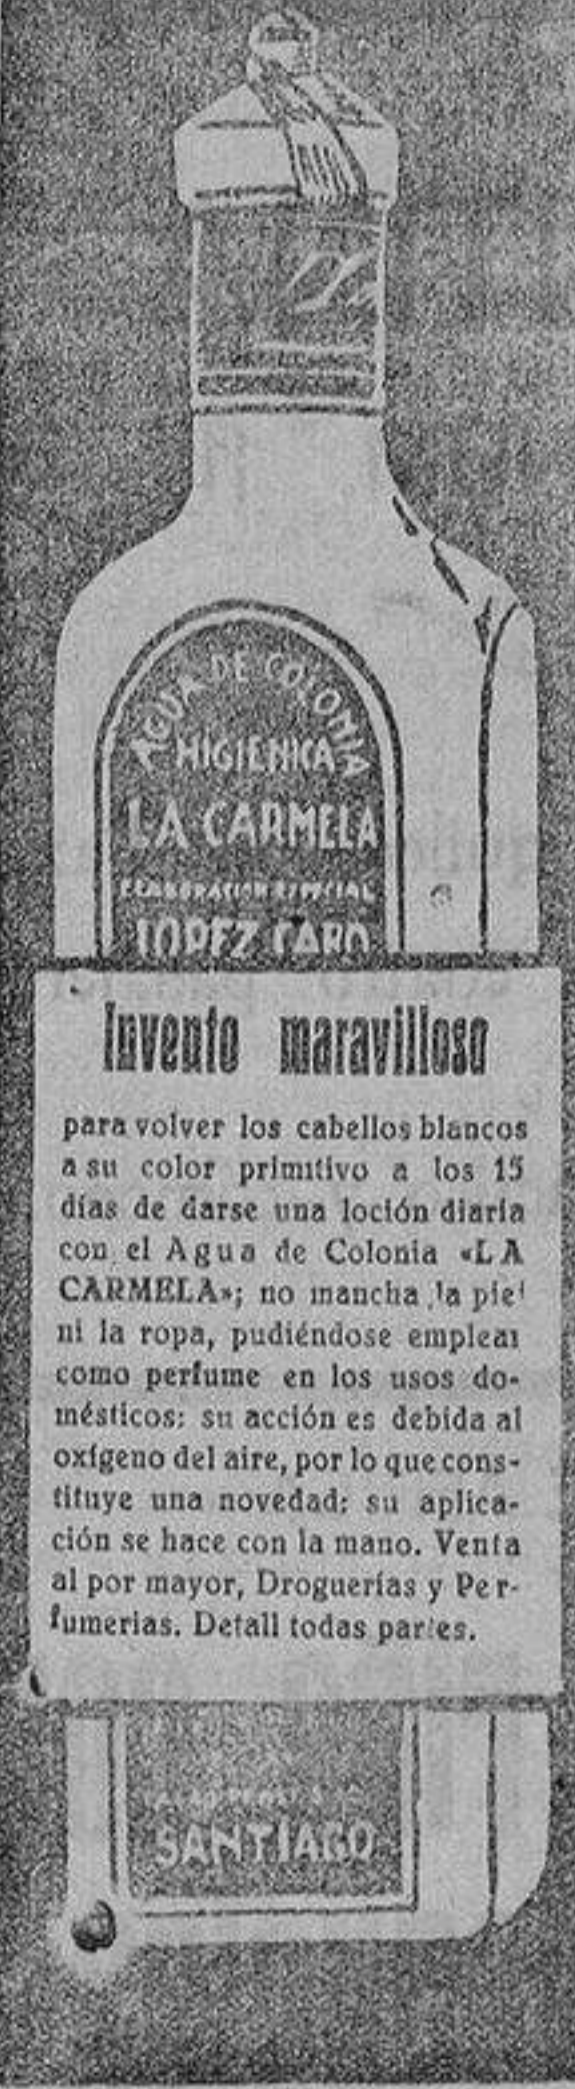 AGUA DE COLONIA
HIGIENICA
LA CARMELA
ELABORACION ESPECIAL
LOPEZ CARO
Invento maravilloso
para volver los cabellos blancos
a su color primitivo a los 15
días de darse una loción diaria
con el Agua de Colonia «LA
CARMELA»; no mancha la piel
ni la ropa, pudiéndose emplear
como perfume en los usos do-
mésticos: su acción es debida al
oxígeno del aire, por lo que cons-
tituye una novedad: su aplica-
ción se hace con la mano. Venta
al por mayor, Droguerías y Per-
fumerias. Detall todas partes.
SANTIAGO